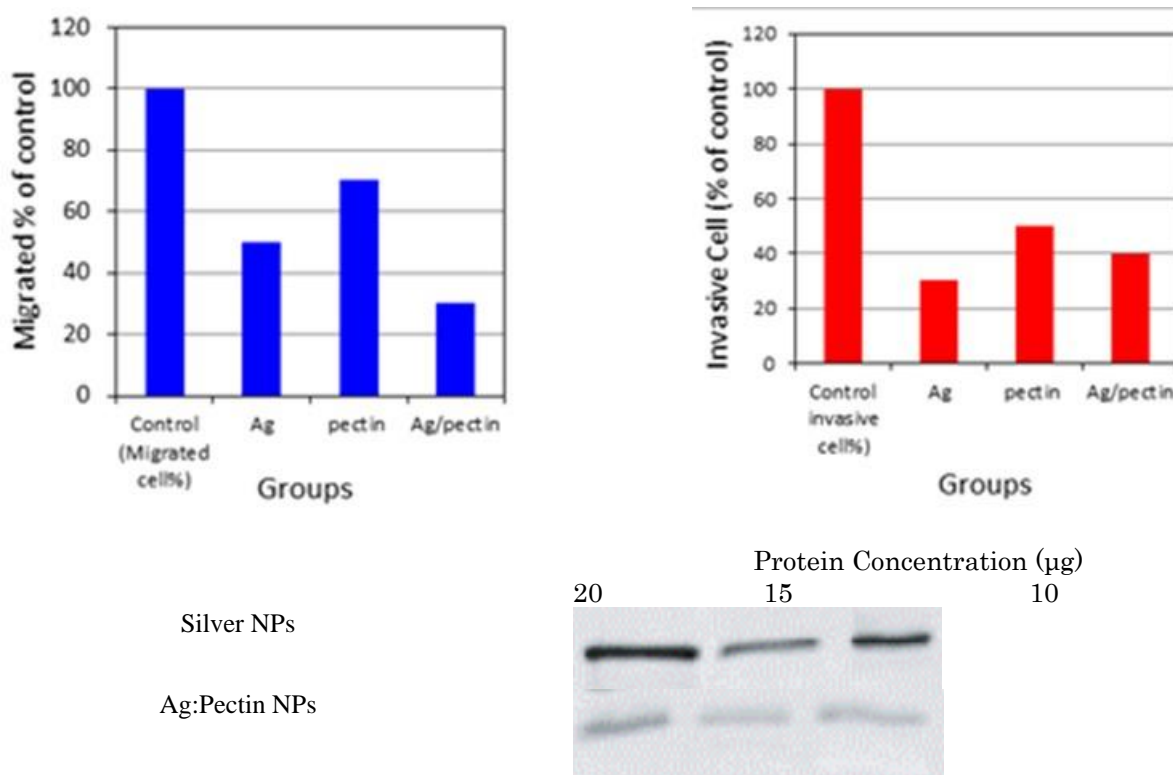 Migrated % of control
120
100
80
60
40
20
0
Control
(Migrated
cell%)
Ag
pectin
Ag/pectin
Groups
Invasive Cell (% of control)
120
100
80
60
40
20
0
Control
invasive
cell%)
Ag
pectin
Ag/pectin
Groups
Protein Concentration (µg)
20 15 10
Silver NPs
Ag:Pectin NPs